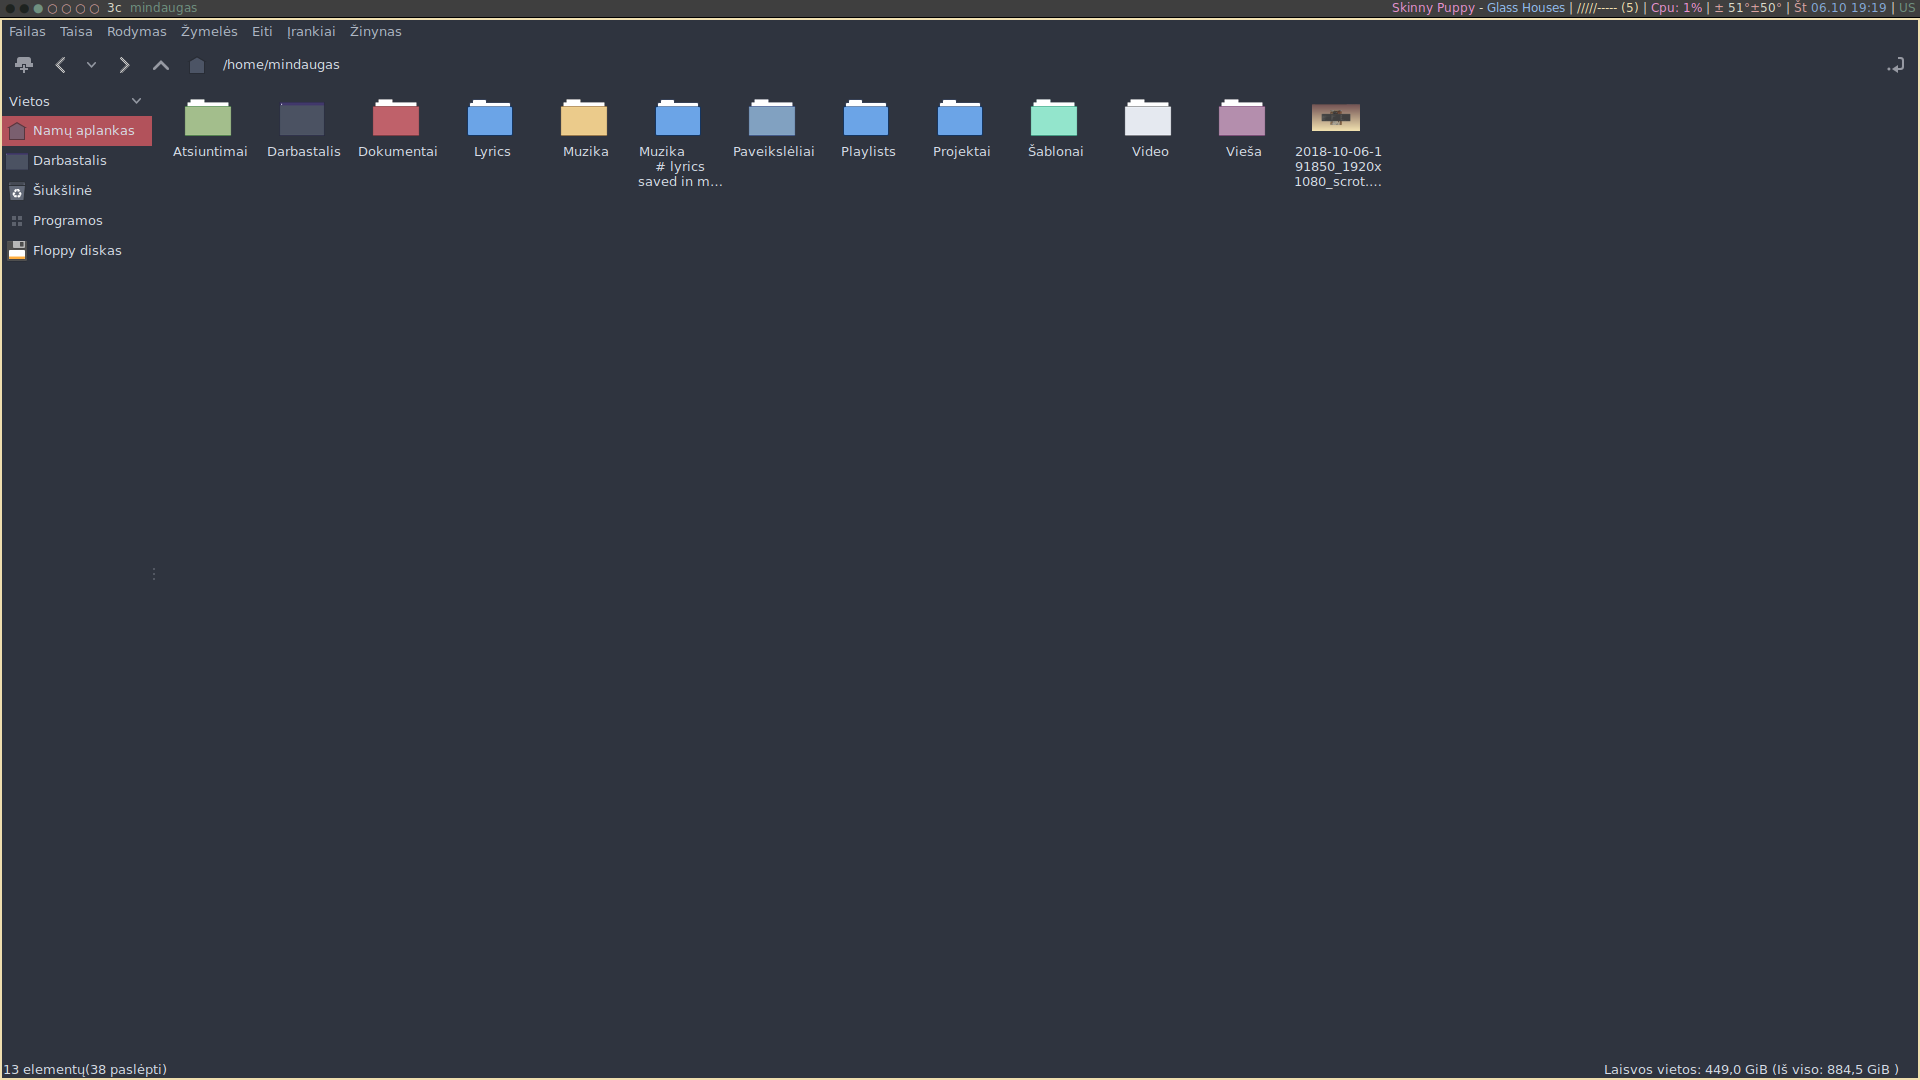 3c mindaugas
Skinny Puppy - Glass Houses | /////----- (5) | Cpu: 1% | ± 51°±50° | Št 06.10 19:19 | US
Failas Taisa Rodymas Žymelės Eiti Įrankiai Žinynas
/home/mindaugas
Vietos
Namų aplankas
Darbastalis
Šiukšlinė
Programos
Floppy diskas
Atsiuntimai
Darbastalis
Dokumentai
Lyrics
Muzika
Muzika
# lyrics
saved in m...
Paveikslėliai
Playlists
Projektai
Šablonai
Video
Vieša
2018-10-06-1
91850_1920x
1080_scrot....
13 elementų(38 paslėpti)
Laisvos vietos: 449,0 GiB (Iš viso: 884,5 GiB )